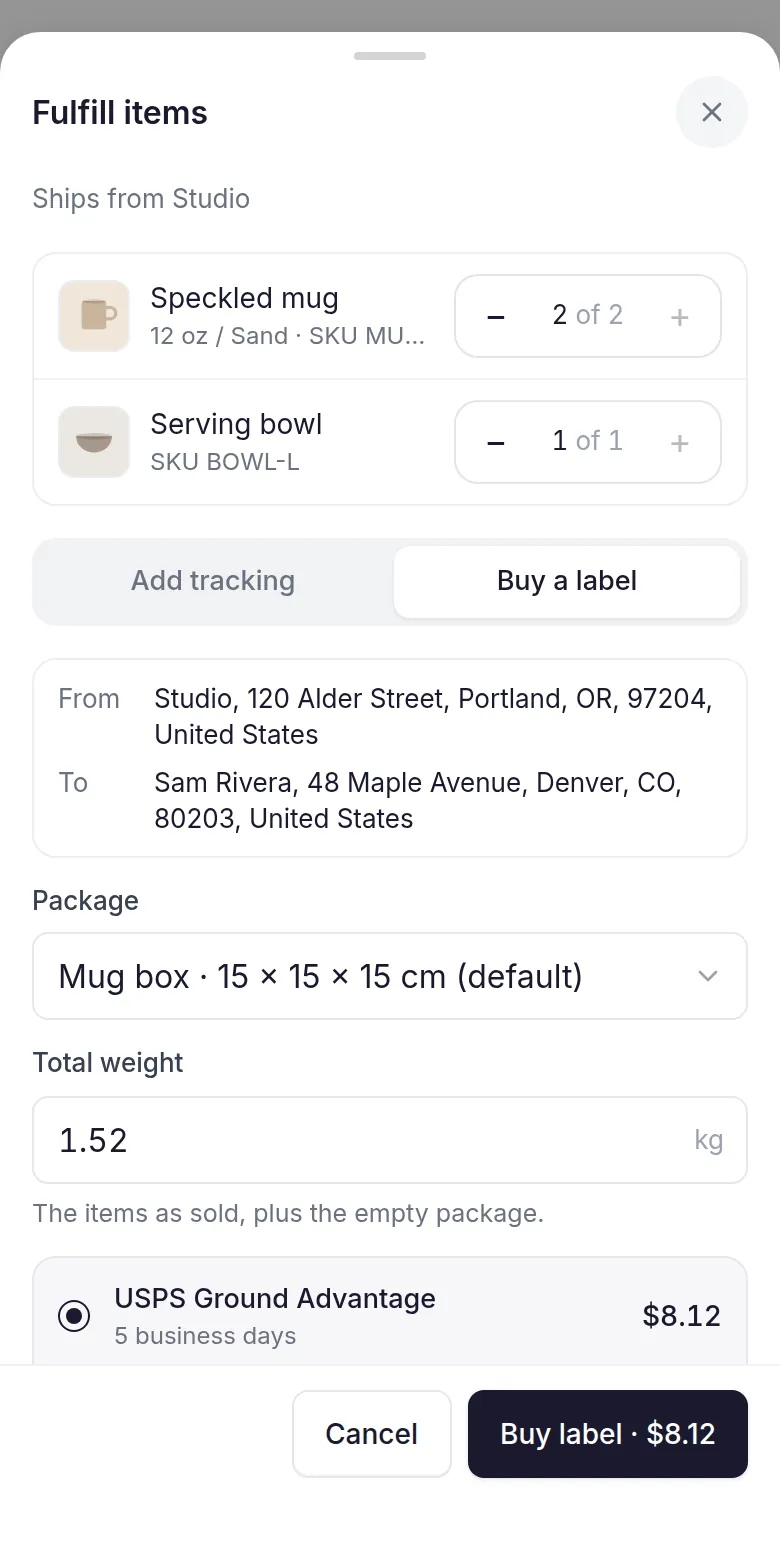 Fulfill items
Ships from Studio
Speckled mug
12 oz / Sand · SKU MU...
− 2 of 2 +
Serving bowl
SKU BOWL-L
− 1 of 1 +
Add tracking
Buy a label
From Studio, 120 Alder Street, Portland, OR, 97204,
United States
To Sam Rivera, 48 Maple Avenue, Denver, CO,
80203, United States
Package
Mug box · 15 × 15 × 15 cm (default)
Total weight
1.52 kg
The items as sold, plus the empty package.
USPS Ground Advantage
5 business days
$8.12
Cancel
Buy label · $8.12